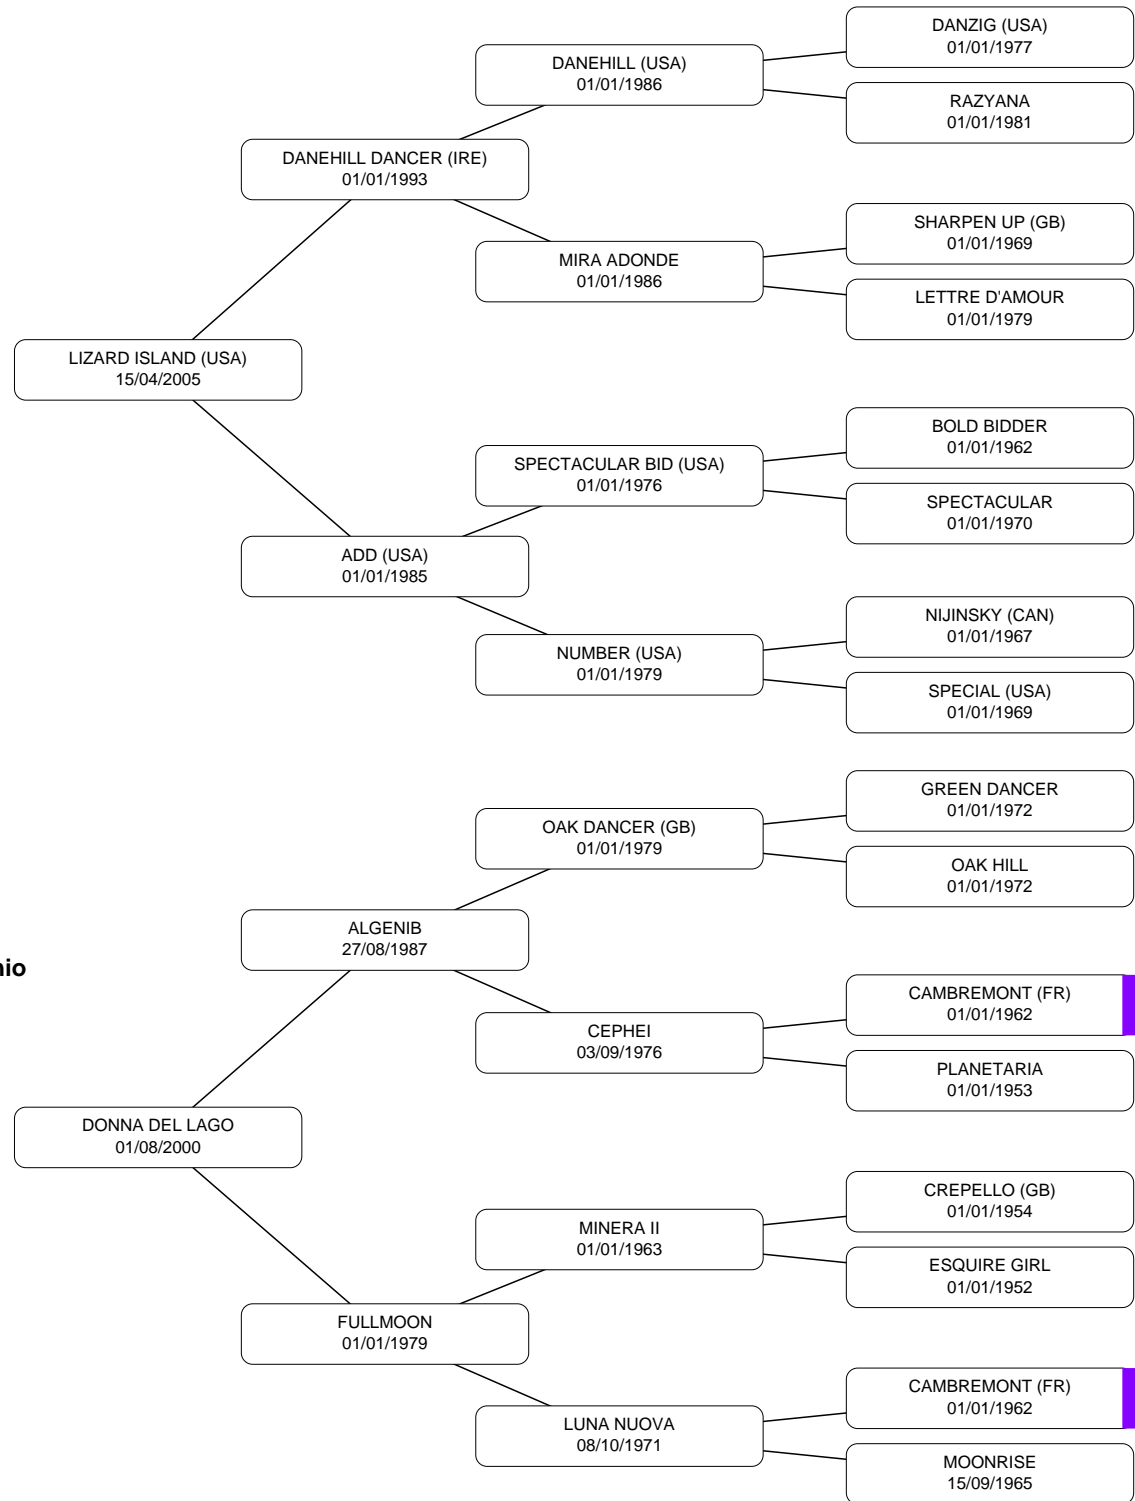 DANZIG (USA)
01/01/1977
DANEHILL (USA)
01/01/1986
RAZYANA
01/01/1981
DANEHILL DANCER (IRE)
01/01/1993
SHARPEN UP (GB)
01/01/1969
MIRA ADONDE
01/01/1986
LETTRE D'AMOUR
01/01/1979
LIZARD ISLAND (USA)
15/04/2005
BOLD BIDDER
01/01/1962
SPECTACULAR BID (USA)
01/01/1976
SPECTACULAR
01/01/1970
ADD (USA)
01/01/1985
NIJINSKY (CAN)
01/01/1967
NUMBER (USA)
01/01/1979
SPECIAL (USA)
01/01/1969
GREEN DANCER
01/01/1972
OAK DANCER (GB)
01/01/1979
OAK HILL
01/01/1972
ALGENIB
27/08/1987
nio
CAMBREMONT (FR)
01/01/1962
CEPHEI
03/09/1976
PLANETARIA
01/01/1953
DONNA DEL LAGO
01/08/2000
CREPELLO (GB)
01/01/1954
MINERA II
01/01/1963
ESQUIRE GIRL
01/01/1952
FULLMOON
01/01/1979
CAMBREMONT (FR)
01/01/1962
LUNA NUOVA
08/10/1971
MOONRISE
15/09/1965